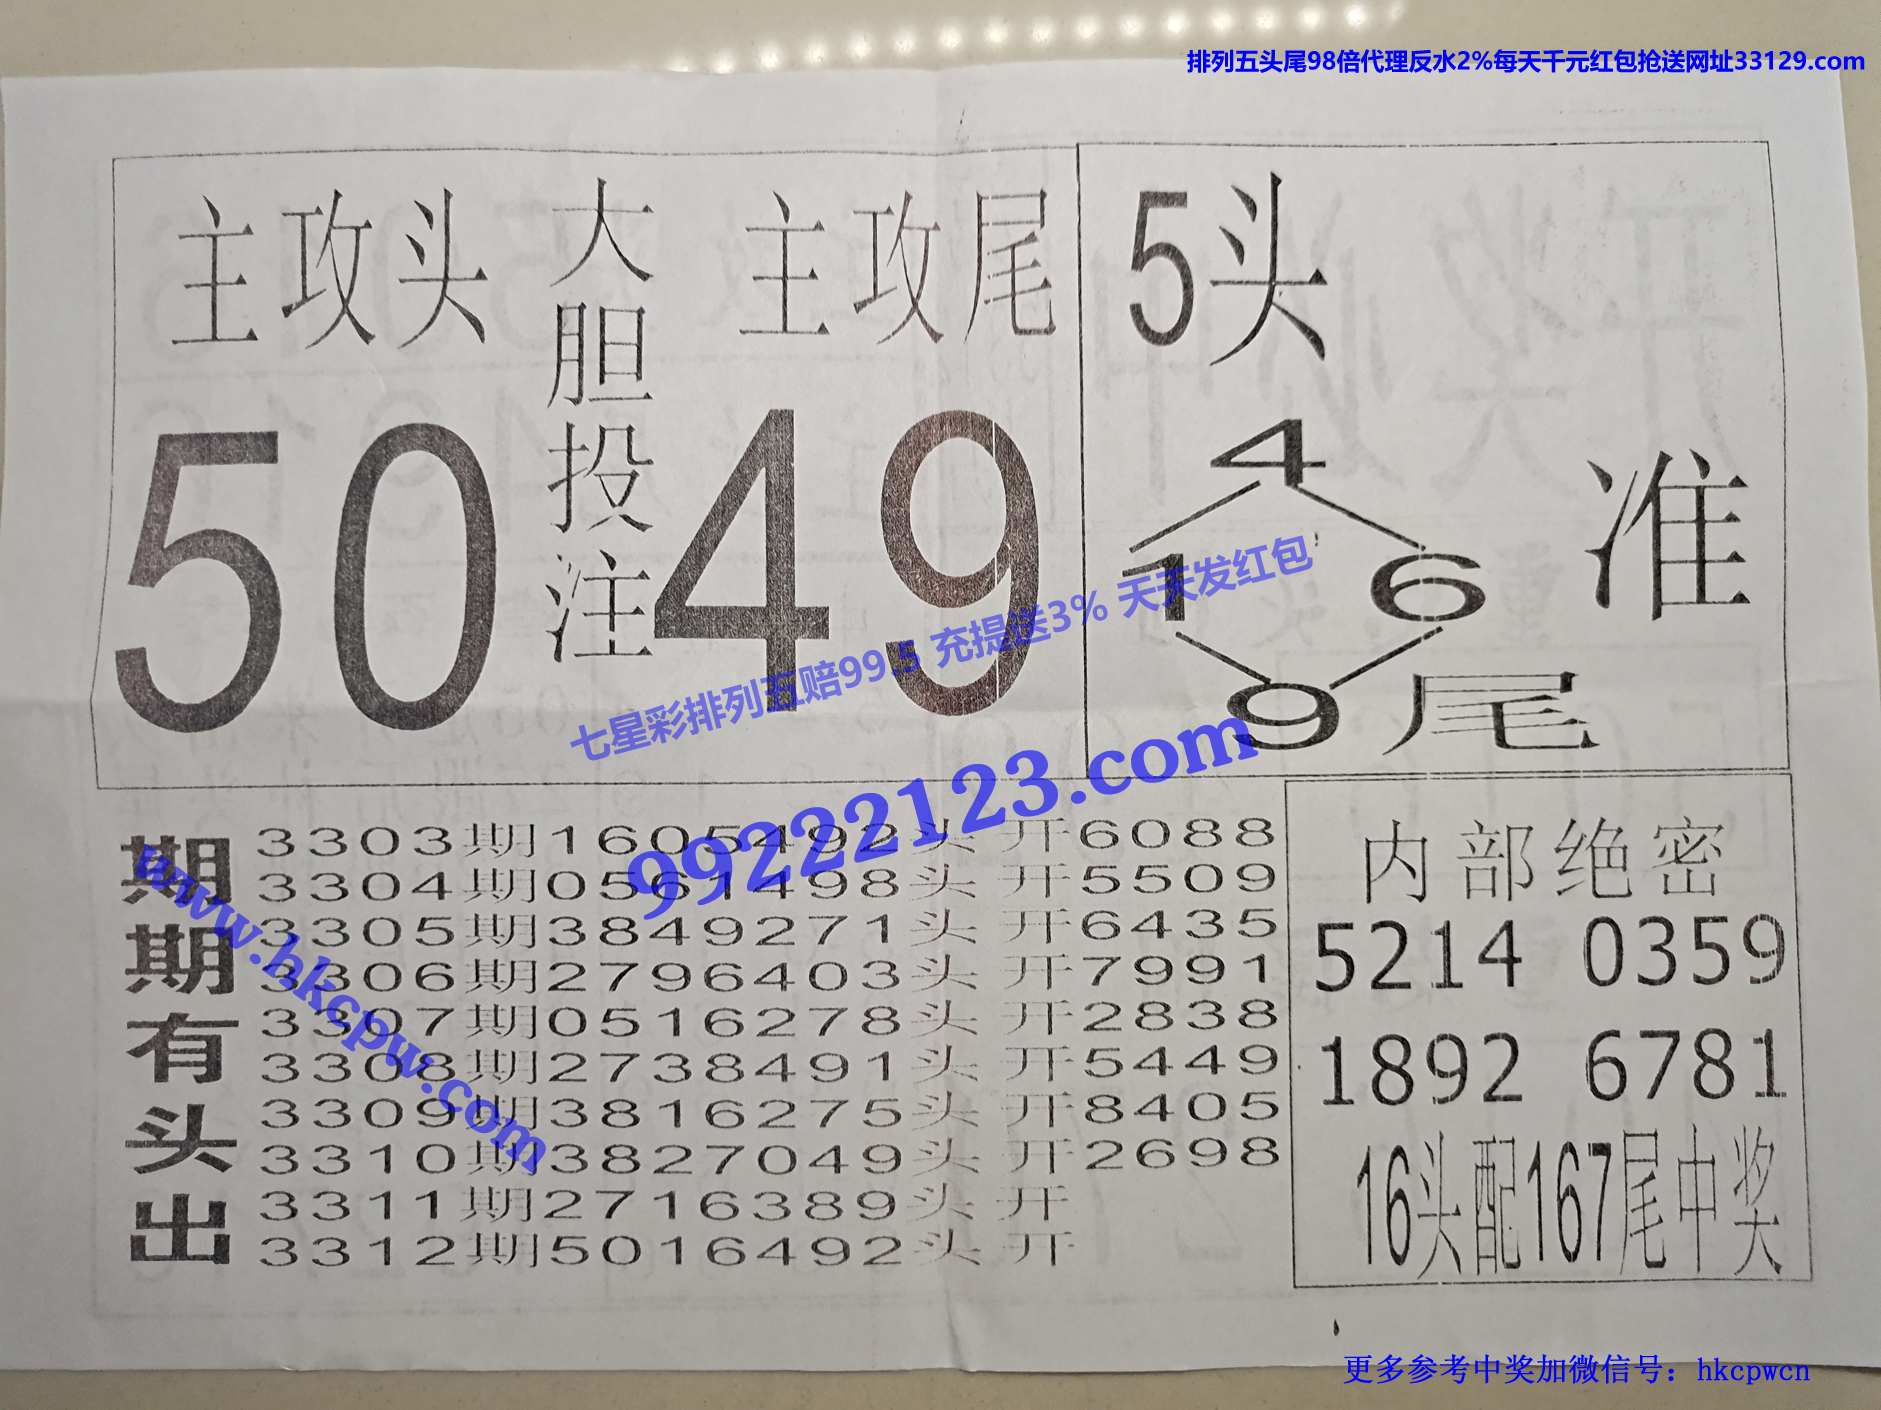 排列五头尾98倍代理反水2%每天千元红包抢送网址33129.com
主攻头
50
大胆投注
主攻尾
49
5头
4
1 6
9尾
准
七星彩排列五赔99.5 充提送3% 天天发红包
99222123.com
www.hkcpw.com
期期有头出
3303期1605492头 开6088
3304期0561498头 开5509
3305期3849271头 开6435
3306期2796403头 开7991
3307期0516278头 开2838
3308期2738491头 开5449
3309期3816275头 开8405
3310期3827049头 开2698
3311期2716389头 开
3312期5016492头 开
内部绝密
5214 0359
1892 6781
16头配167尾中奖
更多参考中奖加微信号：hkcpwcn